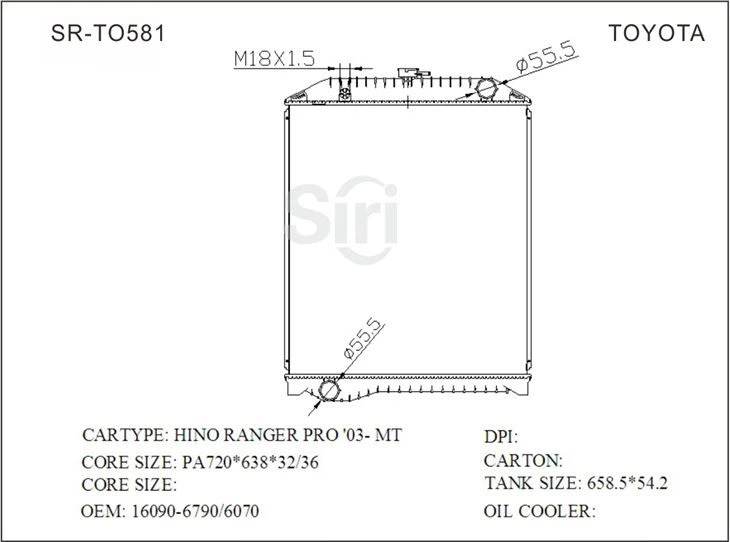 SR-TO581
TOYOTA
M18X1.5
ø55.5
Siri
ø55.5
CARTYPE: HINO RANGER PRO '03- MT
CORE SIZE: PA720*638*32/36
CORE SIZE:
OEM: 16090-6790/6070
DPI:
CARTON:
TANK SIZE: 658.5*54.2
OIL COOLER: